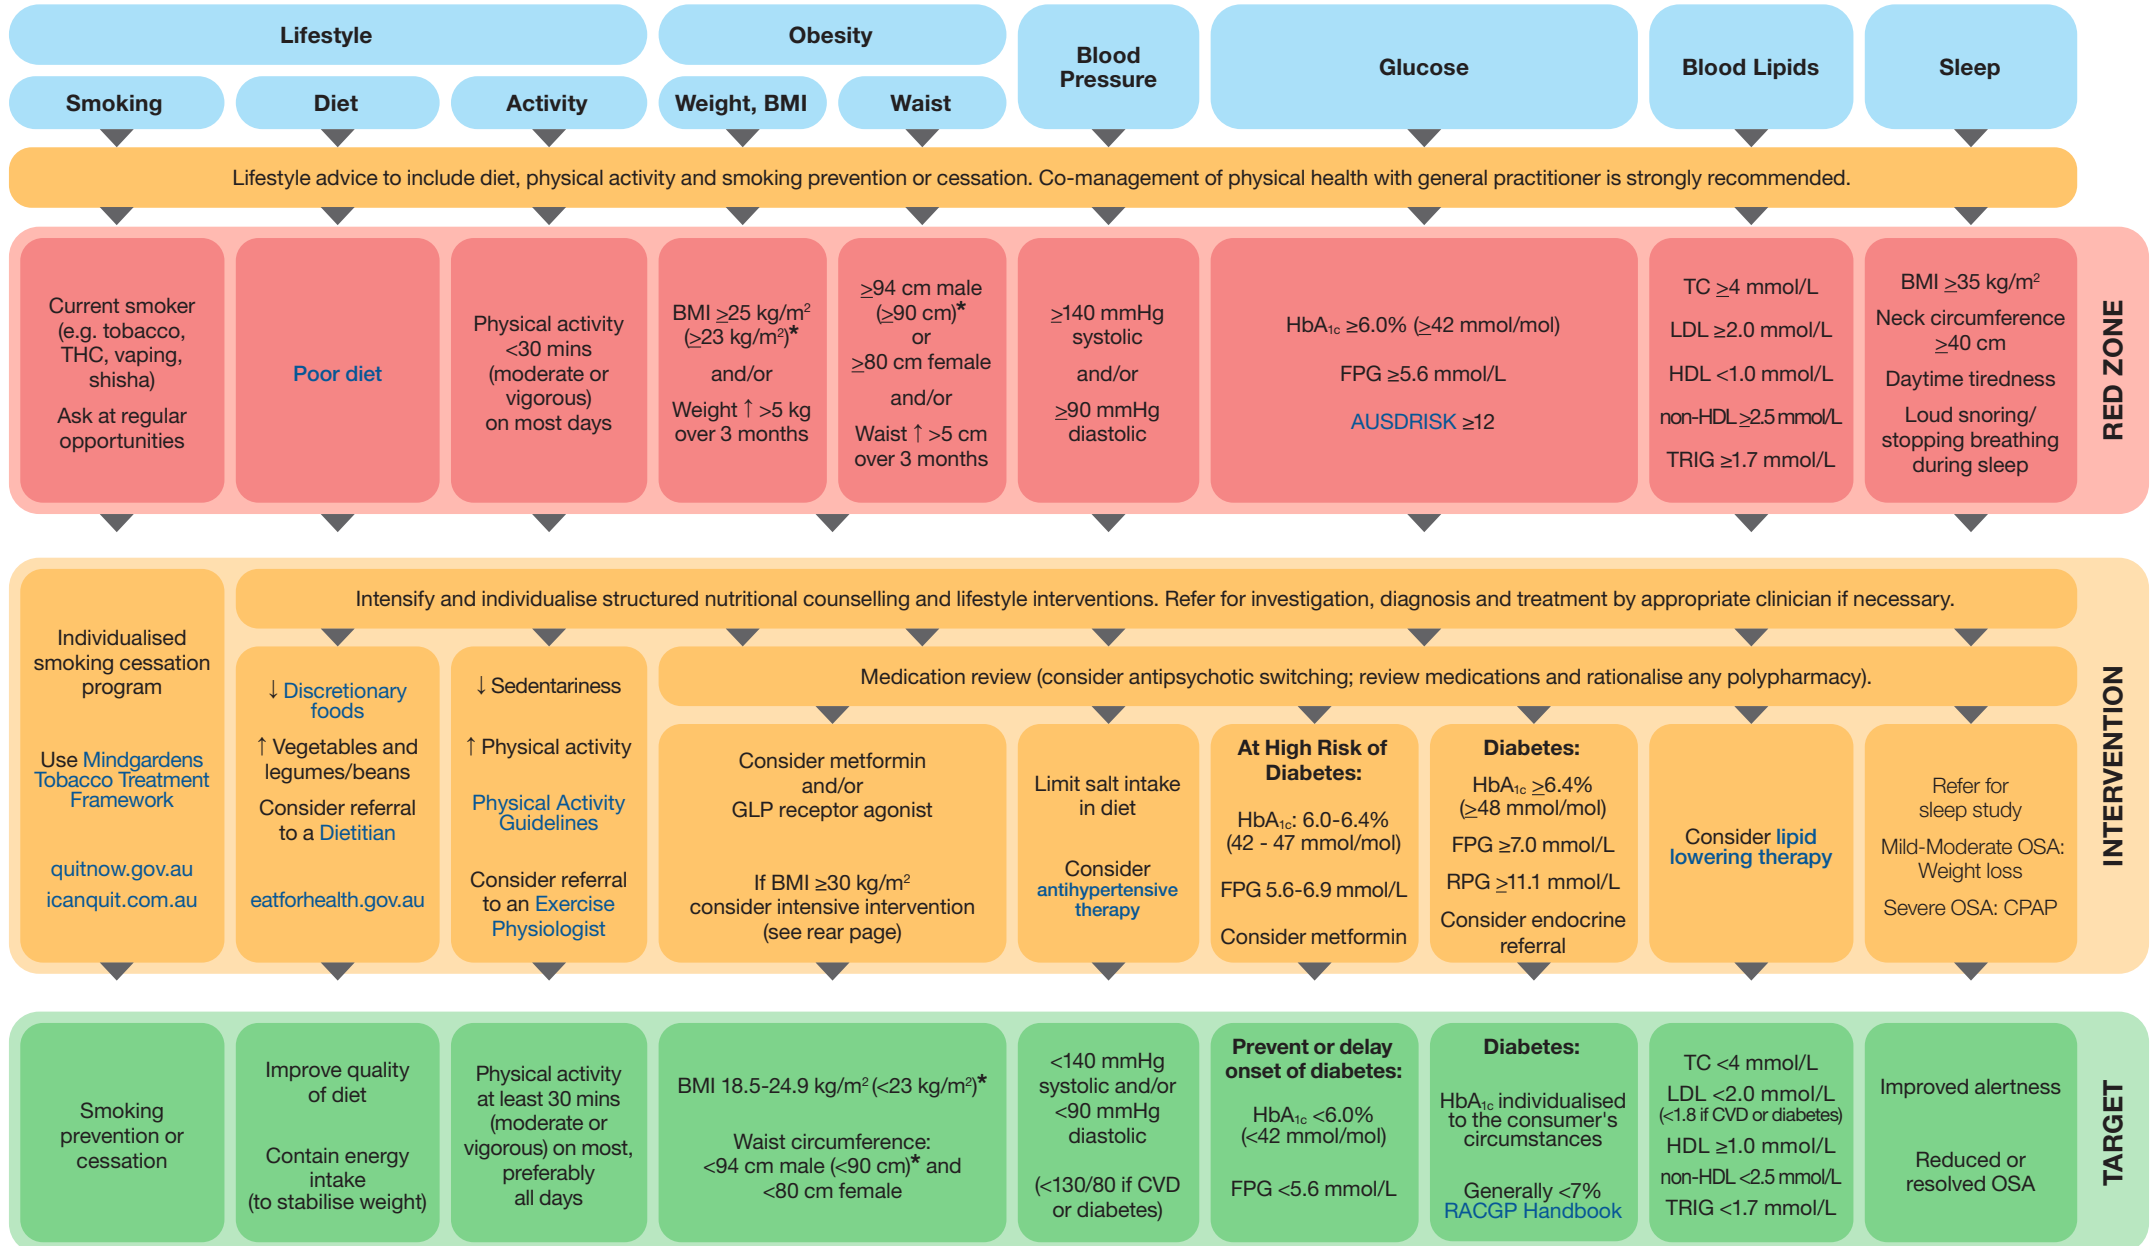 Lifestyle
Obesity
Blood
Pressure
Glucose
Blood Lipids
Sleep
Smoking
Diet
Activity
Weight, BMI
Waist
Lifestyle advice to include diet, physical activity and smoking prevention or cessation. Co-management of physical health with general practitioner is strongly recommended.
Current smoker
(e.g. tobacco,
THC, vaping,
shisha)
Ask at regular
opportunities
Poor diet
Physical activity
<30 mins
(moderate or
vigorous)
on most days
BMI ≥25 kg/m²
(≥23 kg/m²)*
and/or
Weight ↑ >5 kg
over 3 months
≥94 cm male
(≥90 cm)*
or
≥80 cm female
and/or
Waist ↑ >5 cm
over 3 months
≥140 mmHg
systolic
and/or
≥90 mmHg
diastolic
HbA₁c ≥6.0% (≥42 mmol/mol)
FPG ≥5.6 mmol/L
AUSDRISK ≥12
TC ≥4 mmol/L
LDL ≥2.0 mmol/L
HDL <1.0 mmol/L
non-HDL ≥2.5 mmol/L
TRIG ≥1.7 mmol/L
BMI ≥35 kg/m²
Neck circumference
≥40 cm
Daytime tiredness
Loud snoring/
stopping breathing
during sleep
RED ZONE
Individualised
smoking cessation
program
Use Mindgardens
Tobacco Treatment
Framework
quitnow.gov.au
icanquit.com.au
Intensify and individualise structured nutritional counselling and lifestyle interventions. Refer for investigation, diagnosis and treatment by appropriate clinician if necessary.
↓ Discretionary
foods
↑ Vegetables and
legumes/beans
Consider referral
to a Dietitian
eatforhealth.gov.au
↓ Sedentariness
↑ Physical activity
Physical Activity
Guidelines
Consider referral
to an Exercise
Physiologist
Medication review (consider antipsychotic switching; review medications and rationalise any polypharmacy).
Consider metformin
and/or
GLP receptor agonist
If BMI ≥30 kg/m²
consider intensive intervention
(see rear page)
Limit salt intake
in diet
Consider
antihypertensive
therapy
At High Risk of
Diabetes:
HbA₁c: 6.0-6.4%
(42 - 47 mmol/mol)
FPG 5.6-6.9 mmol/L
Consider metformin
Diabetes:
HbA₁c ≥6.4%
(≥48 mmol/mol)
FPG ≥7.0 mmol/L
RPG ≥11.1 mmol/L
Consider endocrine
referral
Consider lipid
lowering therapy
Refer for
sleep study
Mild-Moderate OSA:
Weight loss
Severe OSA: CPAP
INTERVENTION
Smoking
prevention or
cessation
Improve quality
of diet
Contain energy
intake
(to stabilise weight)
Physical activity
at least 30 mins
(moderate or
vigorous) on most,
preferably
all days
BMI 18.5-24.9 kg/m² (<23 kg/m²)*
Waist circumference:
<94 cm male (<90 cm)* and
<80 cm female
<140 mmHg
systolic and/or
<90 mmHg
diastolic
(<130/80 if CVD
or diabetes)
Prevent or delay
onset of diabetes:
HbA₁c <6.0%
(<42 mmol/mol)
FPG <5.6 mmol/L
Diabetes:
HbA₁c individualised
to the consumer's
circumstances
Generally <7%
RACGP Handbook
TC <4 mmol/L
LDL <2.0 mmol/L
(<1.8 if CVD or diabetes)
HDL ≥1.0 mmol/L
non-HDL <2.5 mmol/L
TRIG <1.7 mmol/L
Improved alertness
Reduced or
resolved OSA
TARGET